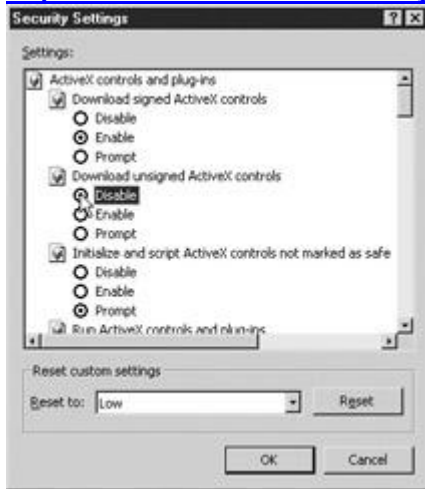 Security Settings
Settings:
ActiveX controls and plug-ins
Download signed ActiveX controls
Disable
Enable
Prompt
Download unsigned ActiveX controls
Disable
Enable
Prompt
Initialize and script ActiveX controls not marked as safe
Disable
Enable
Prompt
Run ActiveX controls and plug-ins
Reset custom settings
Reset to: Low Reset
OK Cancel